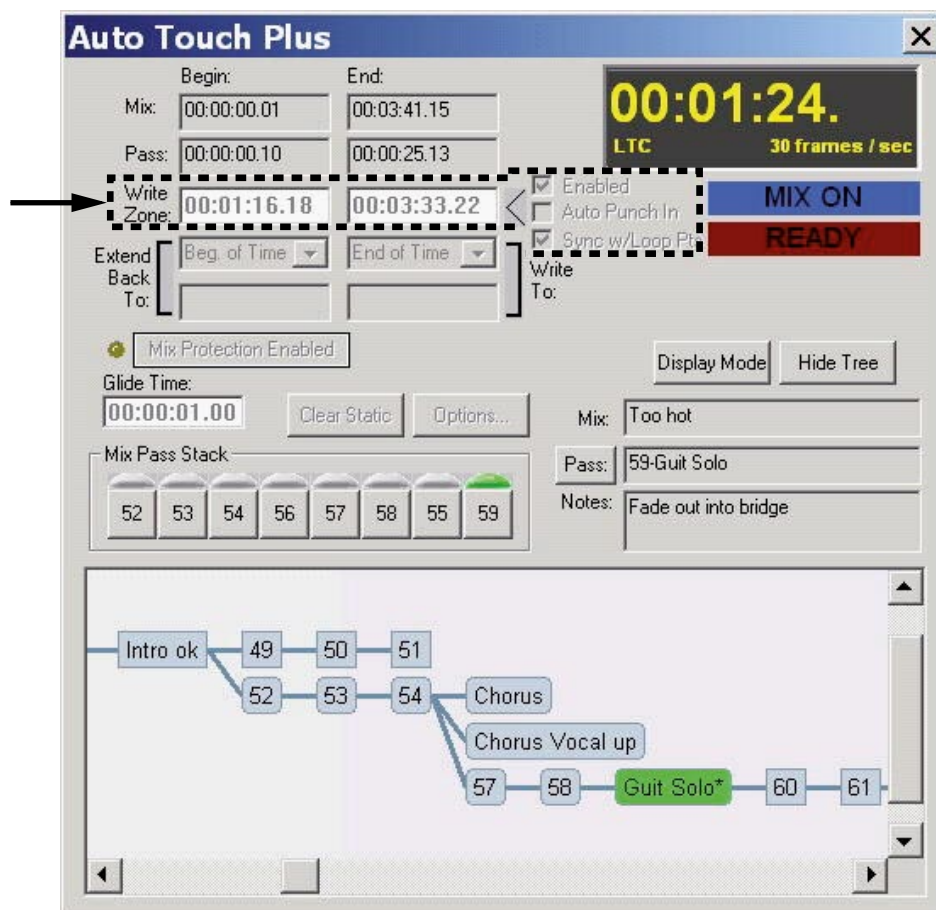 Auto Touch Plus
Begin: End:
Mix: 00:00:00.01 00:03:41.15
00:01:24.
LTC 30 frames / sec
Pass: 00:00:00.10 00:00:25.13
Write Zone: 00:01:16.18 00:03:33.22
Enabled
Auto Punch In
Sync w/Loop Pts
MIX ON
READY
Extend Back To: Beg. of Time End of Time
Write To:
Mix Protection Enabled
Display Mode Hide Tree
Glide Time:
00:00:01.00 Clear Static Options...
Mix: Too hot
Mix Pass Stack
Pass: 59-Guit Solo
52 53 54 56 57 58 55 59
Notes: Fade out into bridge
Intro ok 49 50 51
52 53 54 Chorus
Chorus Vocal up
57 58 Guit Solo* 60 61